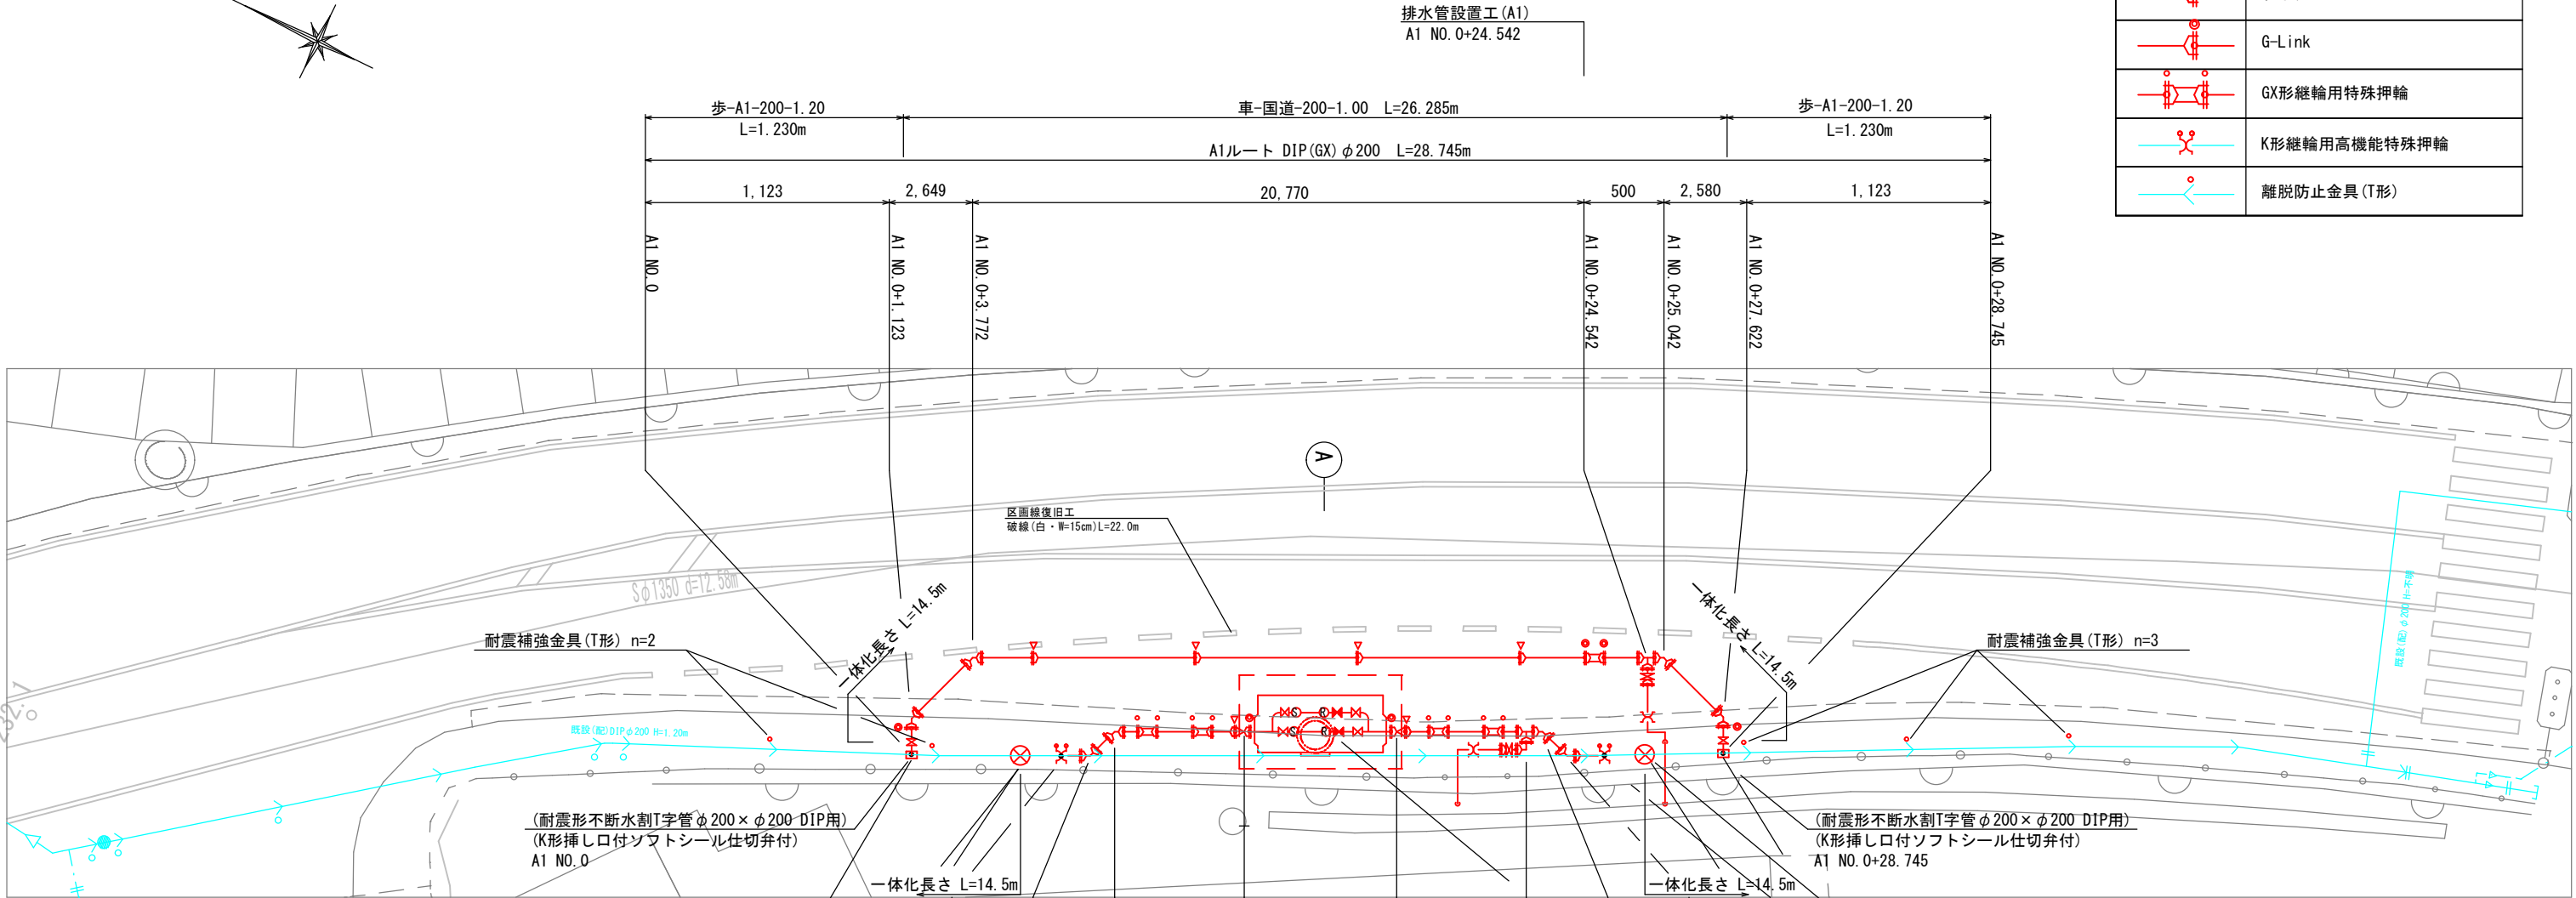 排水管設置工(A1)
A1 NO.0+24.542
G-Link
GX形継輪用特殊押輪
K形継輪用高機能特殊押輪
離脱防止金具(T形)
歩-A1-200-1.20
L=1.230m
車-国道-200-1.00 L=26.285m
歩-A1-200-1.20
L=1.230m
A1ルート DIP(GX)φ200 L=28.745m
1,123
2,649
20,770
500
2,580
1,123
A1 NO.0
A1 NO.0+1.123
A1 NO.0+3.772
A1 NO.0+24.542
A1 NO.0+25.042
A1 NO.0+27.622
A1 NO.0+28.745
A
区画線復旧工
破線(白・W=15cm)L=22.0m
Sφ1350 d=12.58m
一体化長さ L=14.5m
一体化長さ L=14.5m
耐震補強金具(T形) n=2
耐震補強金具(T形) n=3
既設(配)φ200 H=不明
既設(配)DIPφ200 H=1.20m
S
R
S
R
(耐震形不断水割T字管φ200×φ200 DIP用)
(K形挿し口付ソフトシール仕切弁付)
A1 NO.0
(耐震形不断水割T字管φ200×φ200 DIP用)
(K形挿し口付ソフトシール仕切弁付)
A1 NO.0+28.745
一体化長さ L=14.5m
一体化長さ L=14.5m